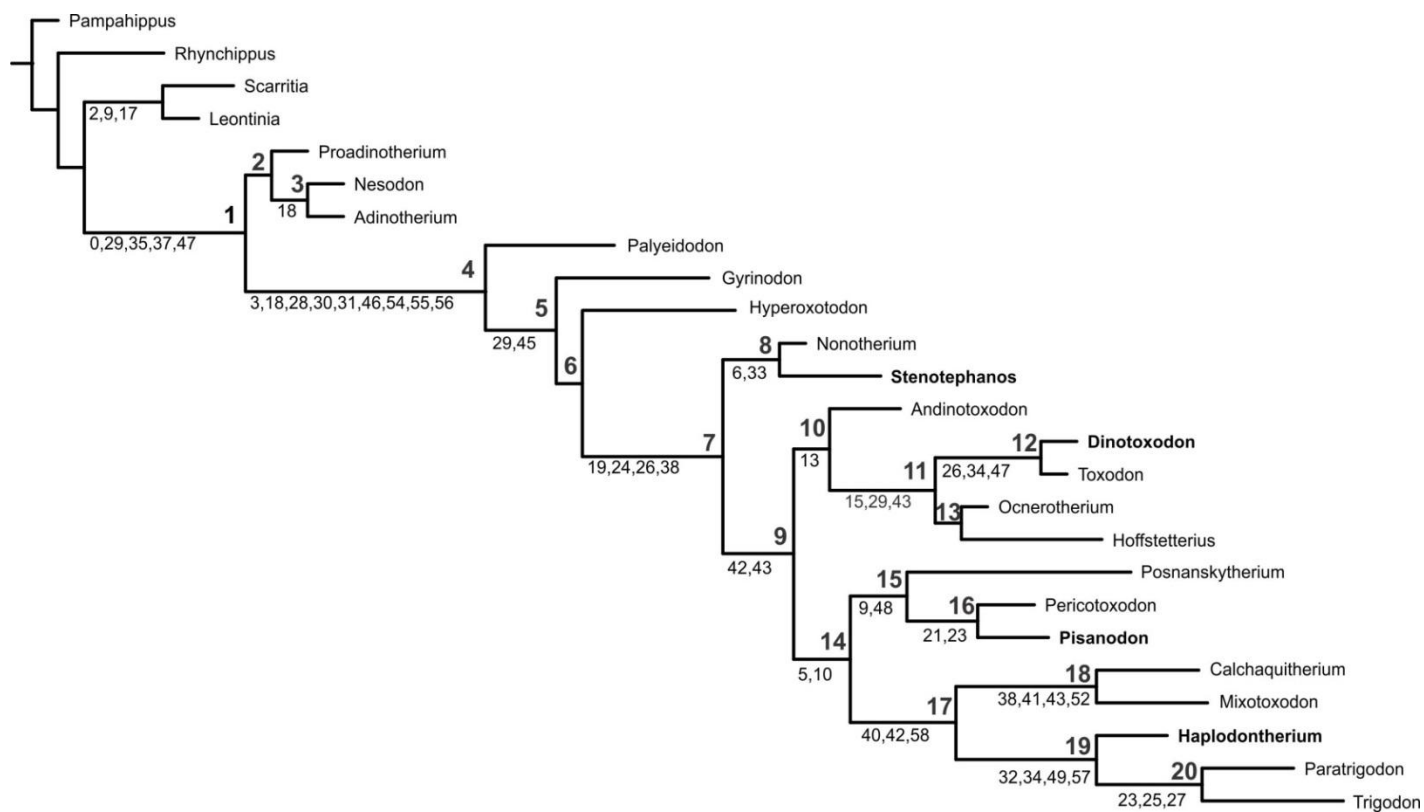 Pampahippus
Rhynchippus
Scarritia
2,9,17
Leontinia
Proadinotherium
2
Nesodon
3
18
Adinotherium
1
0,29,35,37,47
Palyeidodon
4
3,18,28,30,31,46,54,55,56
Gyrinodon
5
29,45
Hyperoxotodon
6
Nonotherium
8
6,33
Stenotephanos
7
19,24,26,38
Andinotoxodon
10
13
Dinotoxodon
12
26,34,47
Toxodon
11
15,29,43
Ocnerotherium
13
Hoffstetterius
9
42,43
Posnanskytherium
15
9,48
Pericotoxodon
16
21,23
Pisanodon
14
5,10
Calchaquitherium
18
38,41,43,52
Mixotoxodon
17
40,42,58
Haplodontherium
19
32,34,49,57
Paratrigodon
20
23,25,27
Trigodon